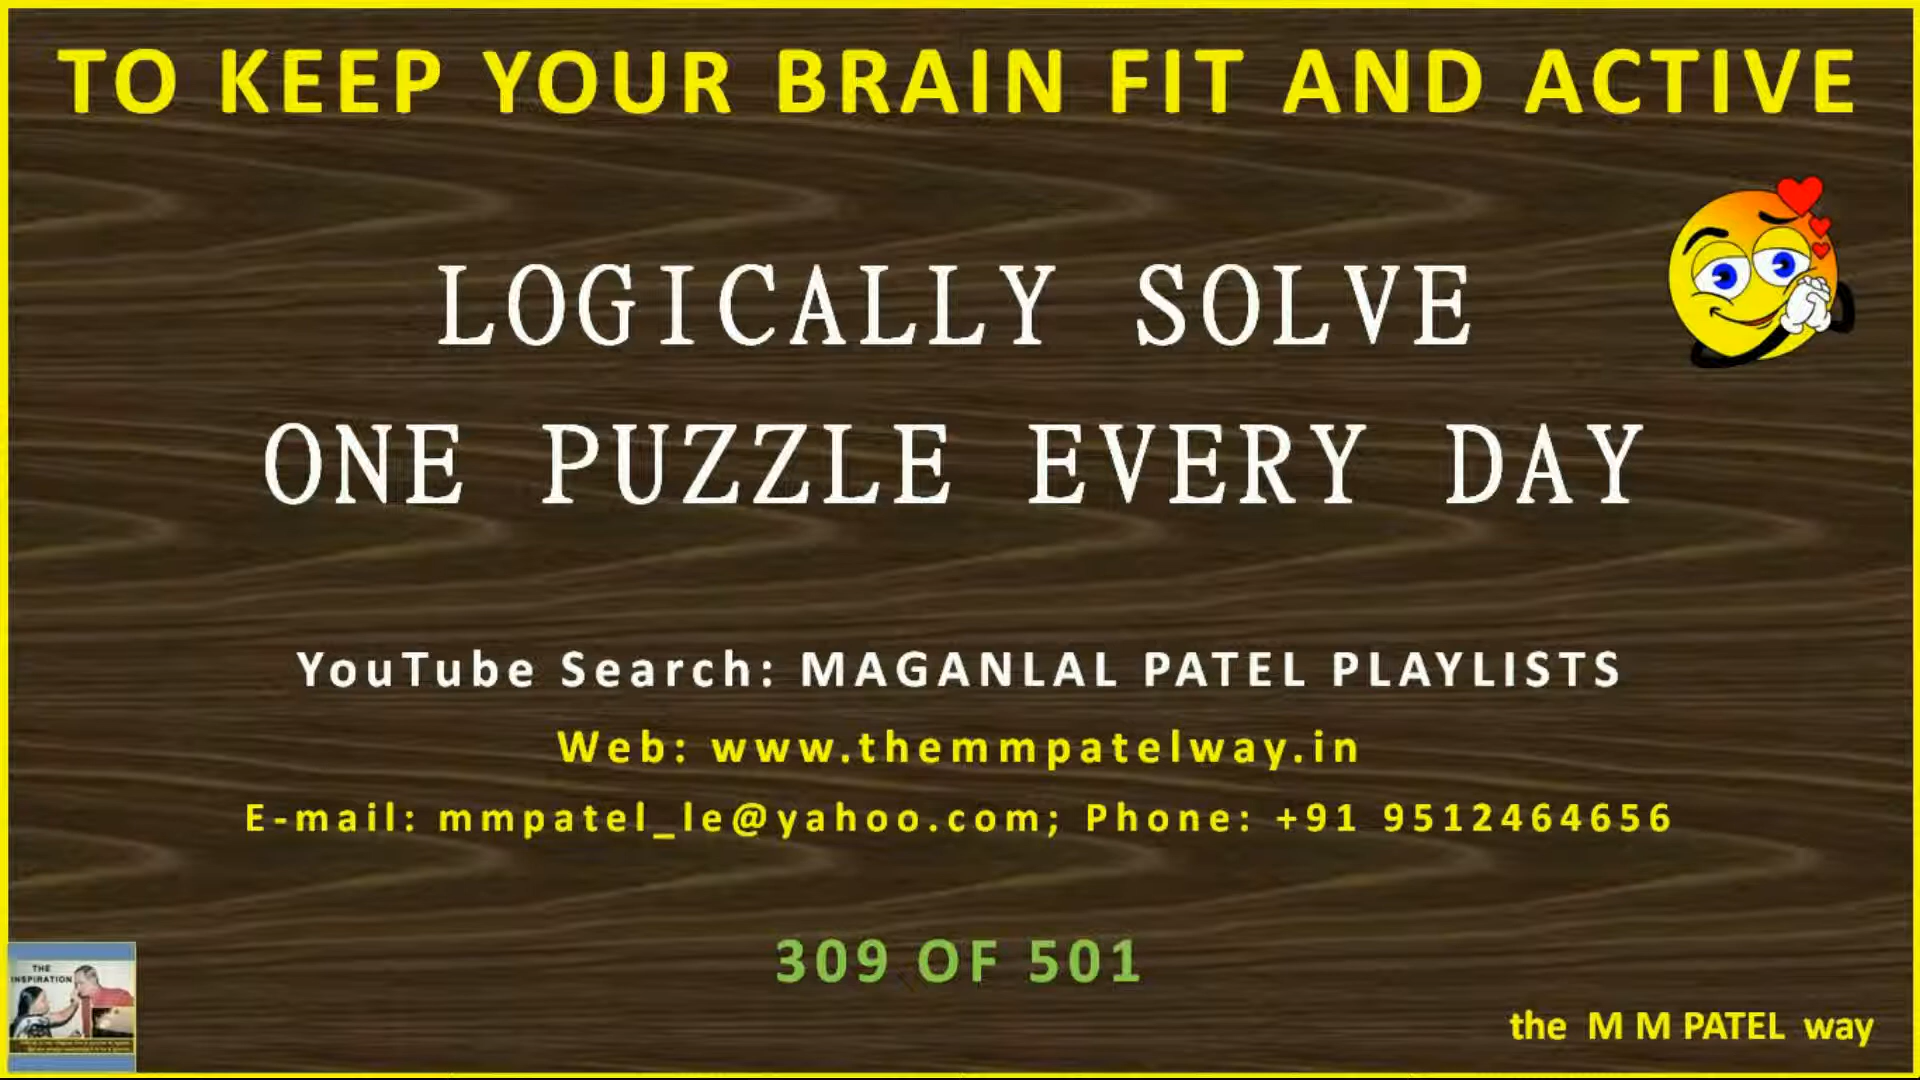 TO KEEP YOUR BRAIN FIT AND ACTIVE
LOGICALLY SOLVE
ONE PUZZLE EVERY DAY
YouTube Search: MAGANLAL PATEL PLAYLISTS
Web: www.themmpatelway.in
E-mail: mmpatel_le@yahoo.com; Phone: +91 9512464656
309 OF 501
THE
INSPIRATION
the M M PATEL way